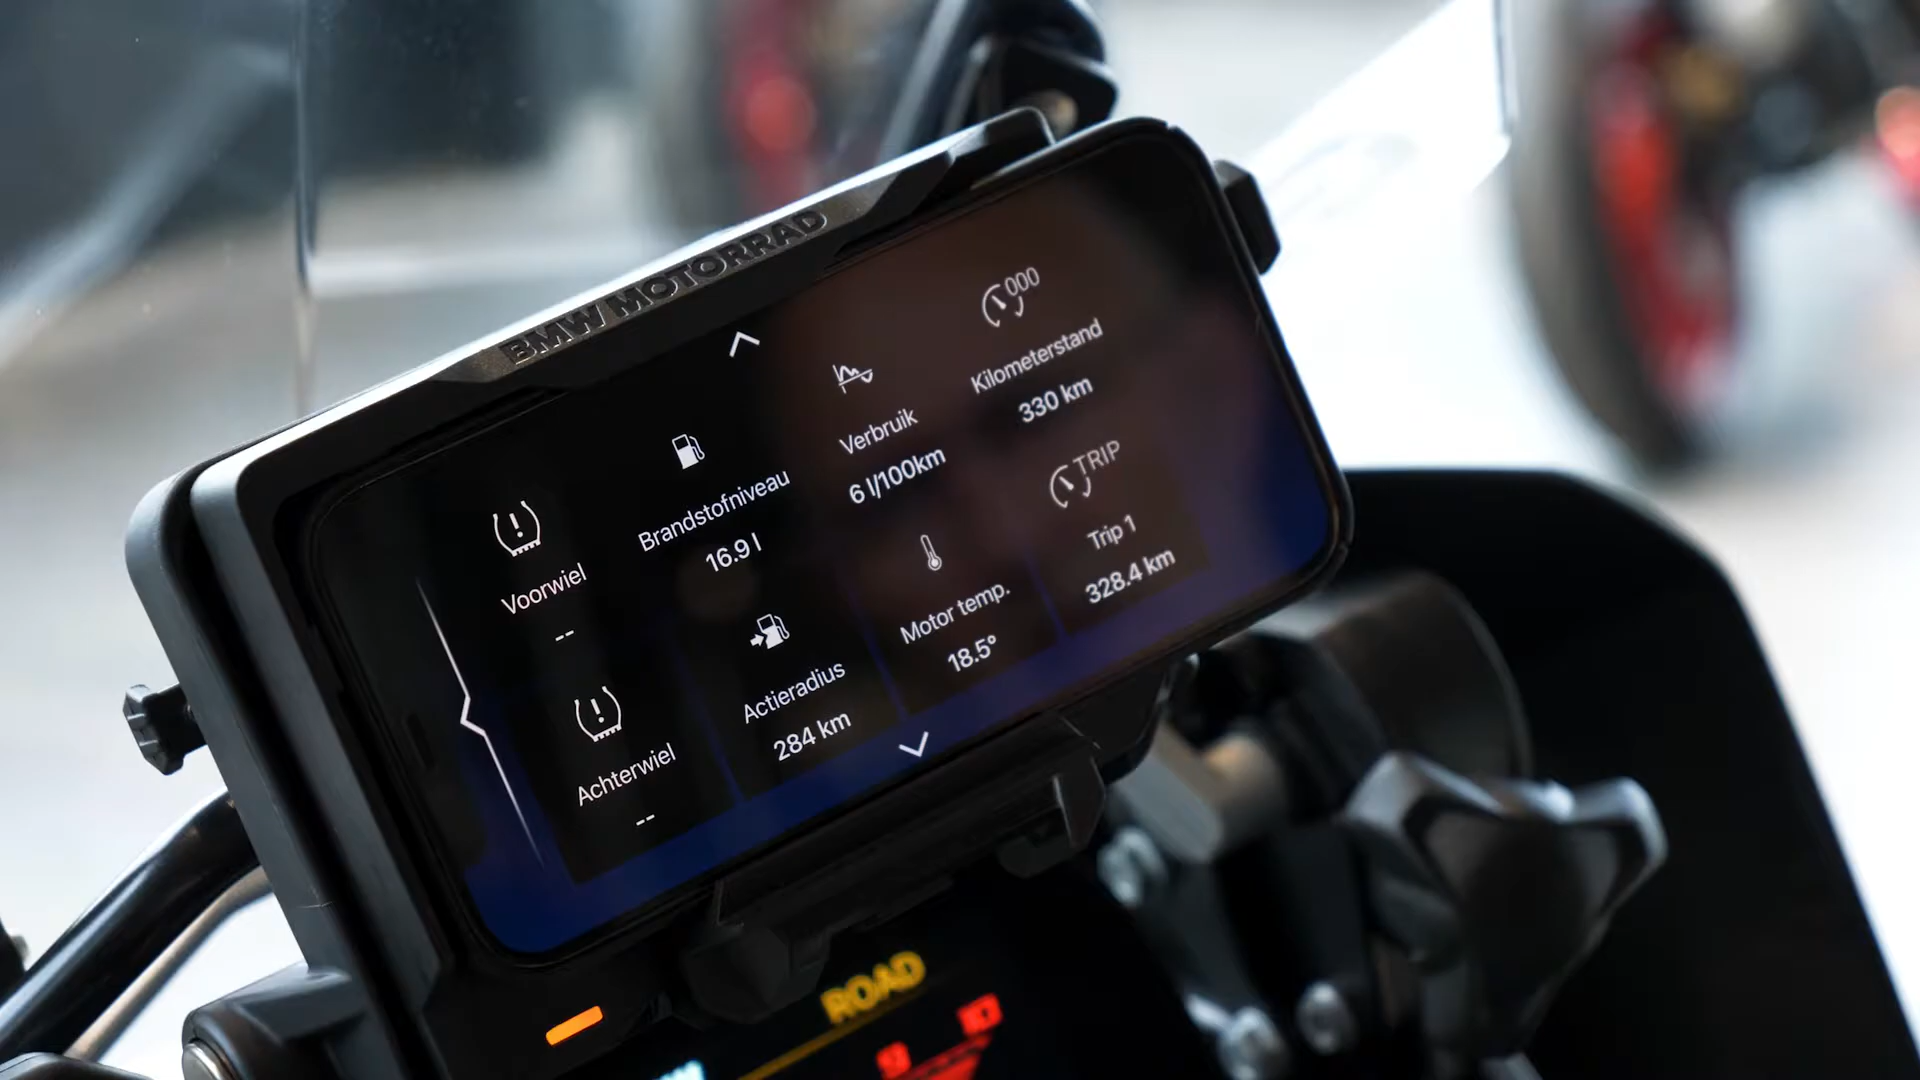 BMW MOTORRAD
Voorwiel
--
Brandstofniveau
16.9 l
Verbruik
6 l/100km
000
Kilometerstand
330 km
Achterwiel
--
Actieradius
284 km
Motor temp.
18.5°
TRIP
Trip 1
328.4 km
ROAD